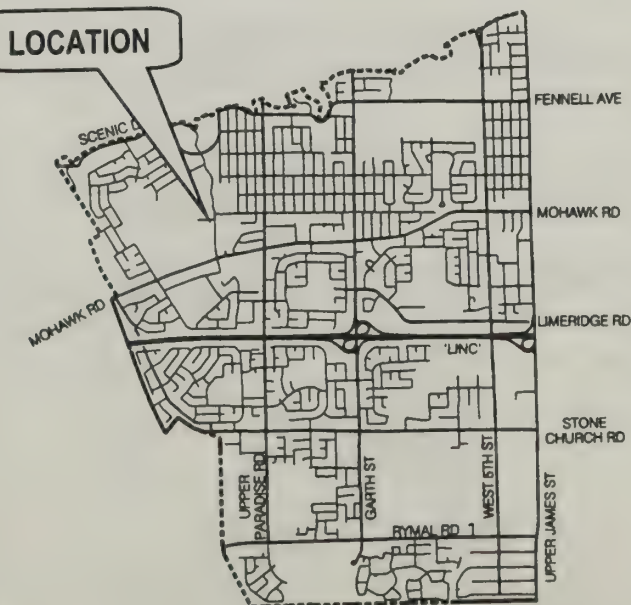 LOCATION
FENNELL AVE
SCENIC
MOHAWK RD
MOHAWK RD
LIMERIDGE RD
'LINC'
STONE
CHURCH RD
UPPER
PARADISE RD
GARTH ST
WEST 5TH ST
UPPER JAMES ST
RYMAL RD